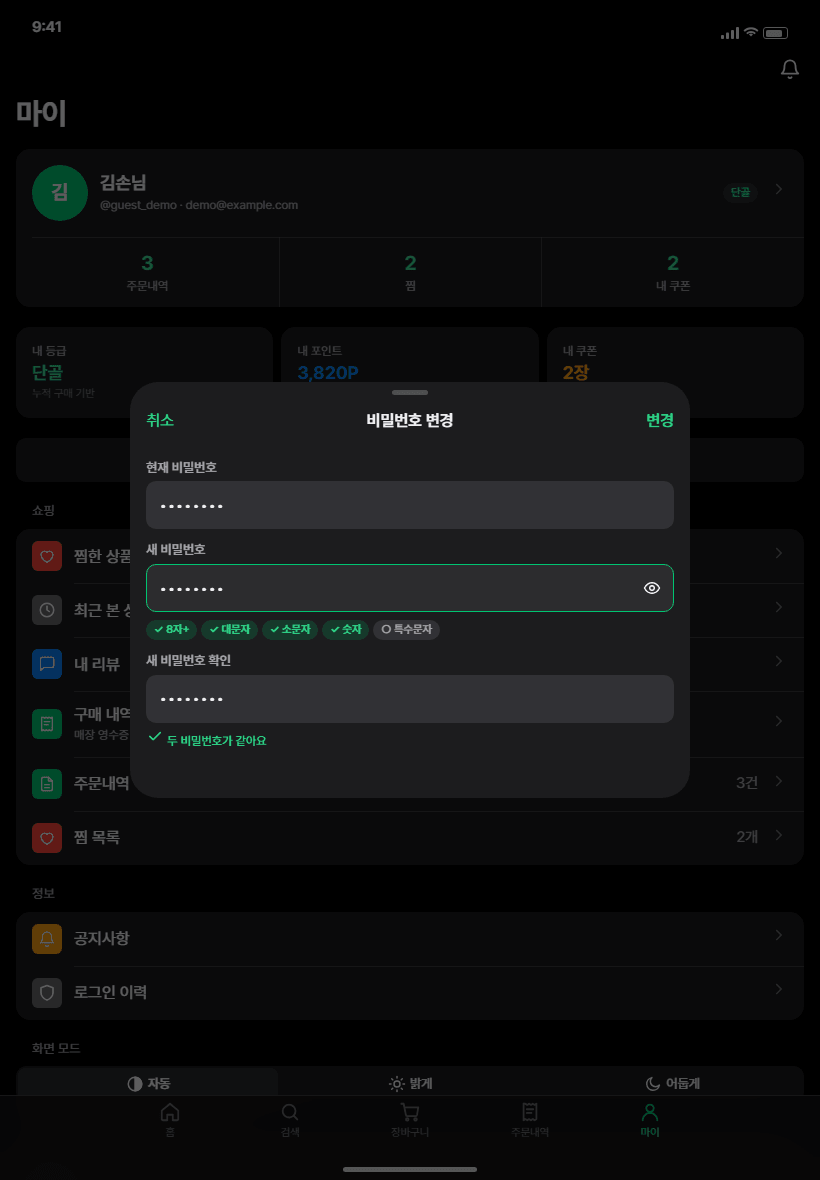 9:41
마이
김
김손님
@guest_demo · demo@example.com
단골
3
주문내역
2
찜
2
내 쿠폰
내 등급
단골
누적 구매 기반
내 포인트
3,820P
내 쿠폰
2장
취소
비밀번호 변경
변경
현재 비밀번호
••••••••
새 비밀번호
••••••••
8자+
대문자
소문자
숫자
특수문자
새 비밀번호 확인
••••••••
두 비밀번호가 같아요
쇼핑
찜한 상품
최근 본
내 리뷰
구매 내역
매장 영수증
주문내역
3건
찜 목록
2개
정보
공지사항
로그인 이력
화면 모드
자동
밝게
어둡게
홈
검색
장바구니
주문내역
마이